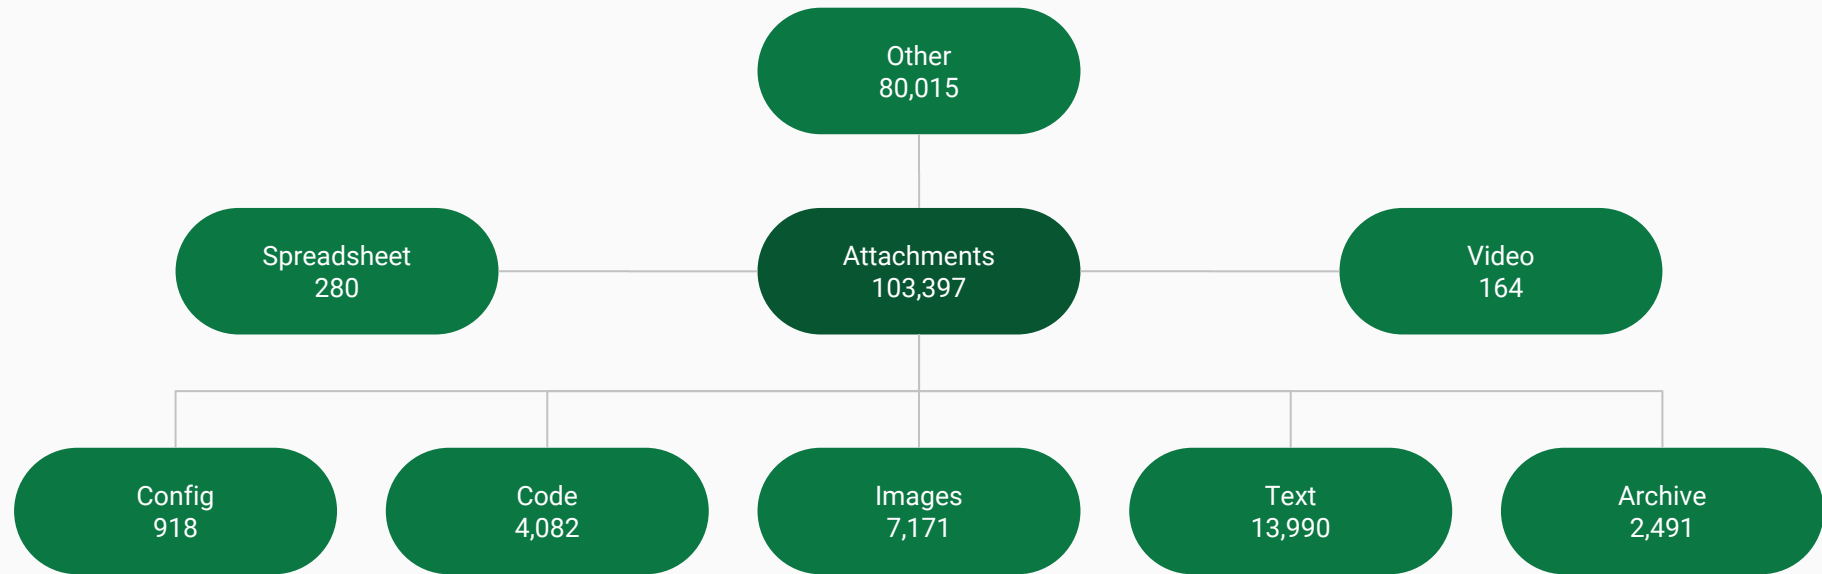 Other
80,015
Spreadsheet
280
Attachments
103,397
Video
164
Config
918
Code
4,082
Images
7,171
Text
13,990
Archive
2,491